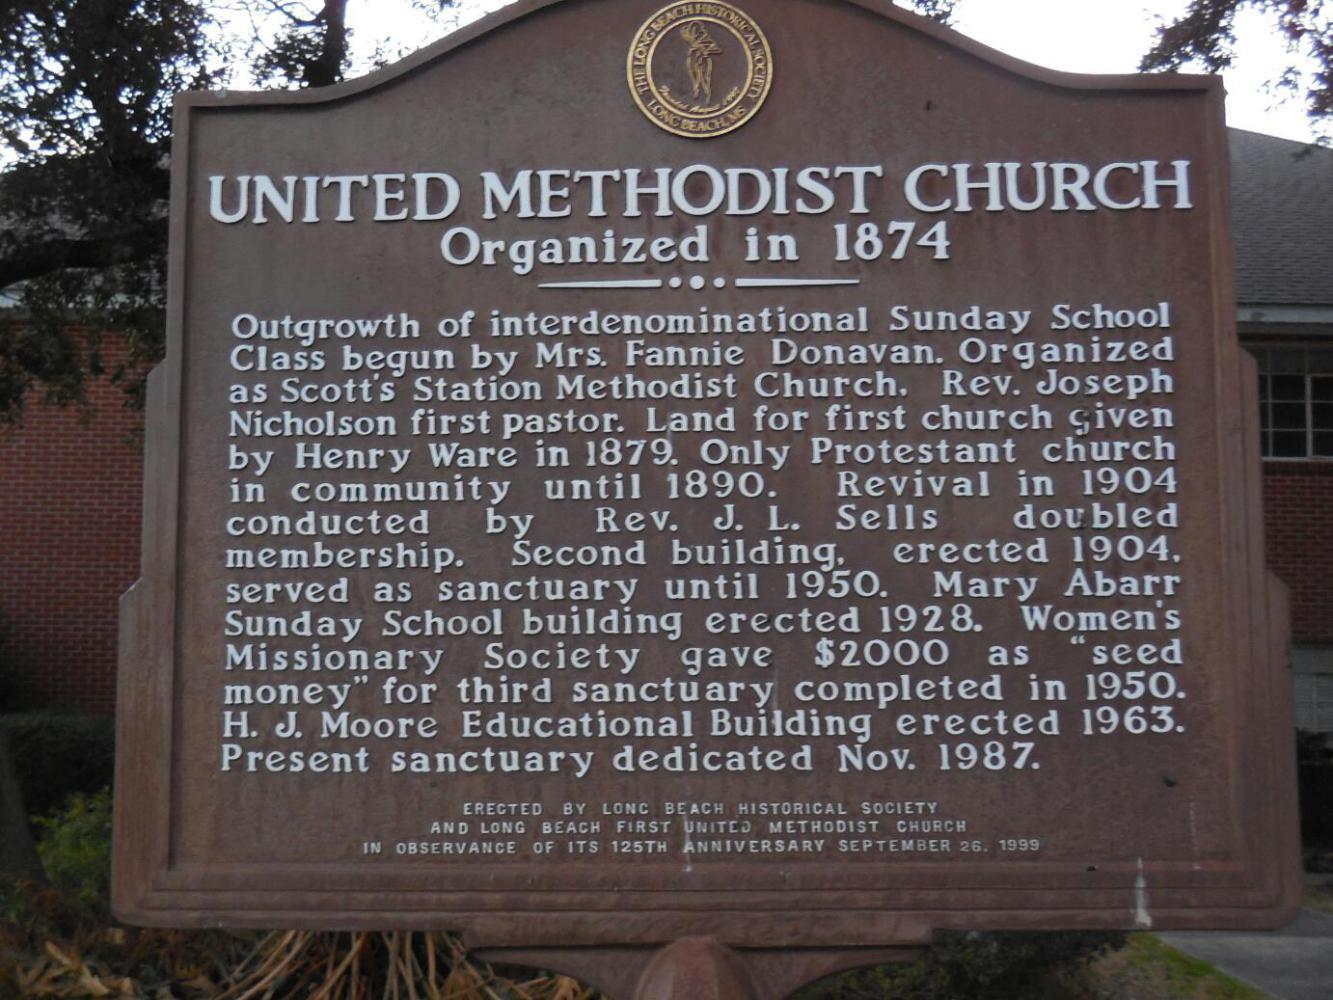 THE LONG BEACH HISTORICAL SOCIETY
LONG BEACH, MS
UNITED METHODIST CHURCH
Organized in 1874
Outgrowth of interdenominational Sunday School
Class begun by Mrs. Fannie Donavan. Organized
as Scott's Station Methodist Church, Rev. Joseph
Nicholson first pastor. Land for first church given
by Henry Ware in 1879. Only Protestant church
in community until 1890. Revival in 1904
conducted by Rev. J. L. Sells doubled
membership. Second building, erected 1904,
served as sanctuary until 1950. Mary Abarr
Sunday School building erected 1928. Women's
Missionary Society gave $2000 as "seed
money" for third sanctuary completed in 1950.
H. J. Moore Educational Building erected 1963.
Present sanctuary dedicated Nov. 1987.
ERECTED BY LONG BEACH HISTORICAL SOCIETY
AND LONG BEACH FIRST UNITED METHODIST CHURCH
IN OBSERVANCE OF ITS 125TH ANNIVERSARY SEPTEMBER 26, 1999